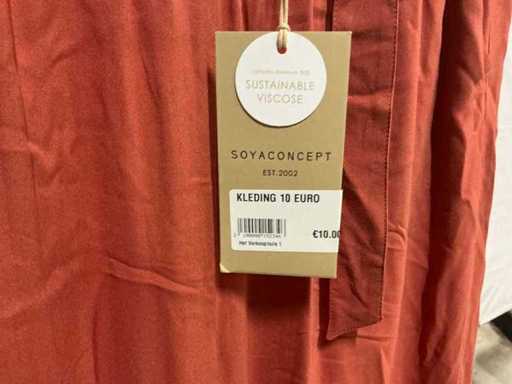 SUSTAINABLE
VISCOSE
SOYACONCEPT
EST.2002
KLEDING 10 EURO
€10.00